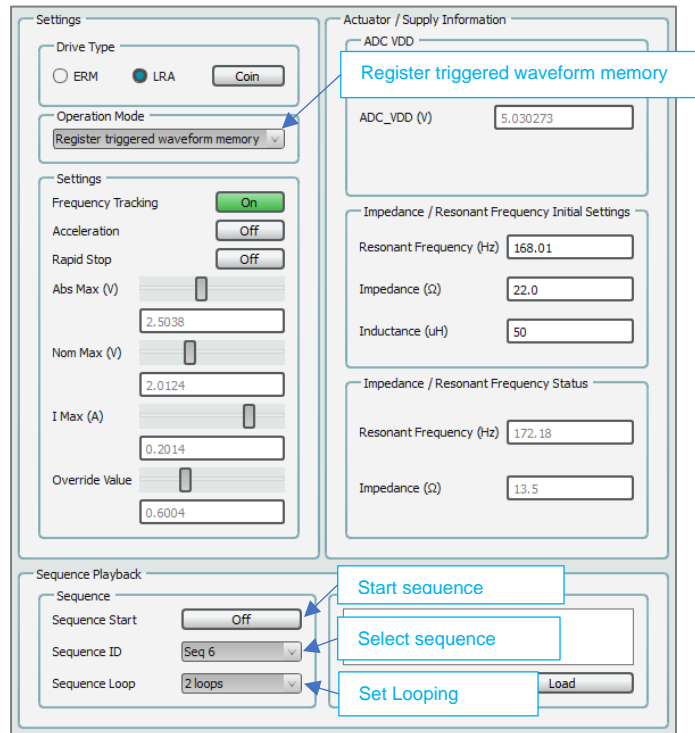 Settings
Drive Type
ERM
LRA
Coin
Operation Mode
Register triggered waveform memory
Settings
Frequency Tracking
On
Acceleration
Off
Rapid Stop
Off
Abs Max (V)
2.5038
Nom Max (V)
2.0124
I Max (A)
0.2014
Override Value
0.6004
Actuator / Supply Information
ADC VDD
Register triggered waveform memory
ADC_VDD (V)
5.030273
Impedance / Resonant Frequency Initial Settings
Resonant Frequency (Hz)
168.01
Impedance (Ω)
22.0
Inductance (uH)
50
Impedance / Resonant Frequency Status
Resonant Frequency (Hz)
172.18
Impedance (Ω)
13.5
Sequence Playback
Sequence
Sequence Start
Off
Start sequence
Sequence ID
Seq 6
Select sequence
Sequence Loop
2 loops
Set Looping
Load